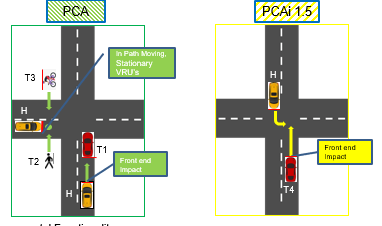 PCA
PCAi 1.5
In Path Moving,
Stationary
VRU's
T3
H
H
T2
T1
Front end
Impact
H
Front end
Impact
T4